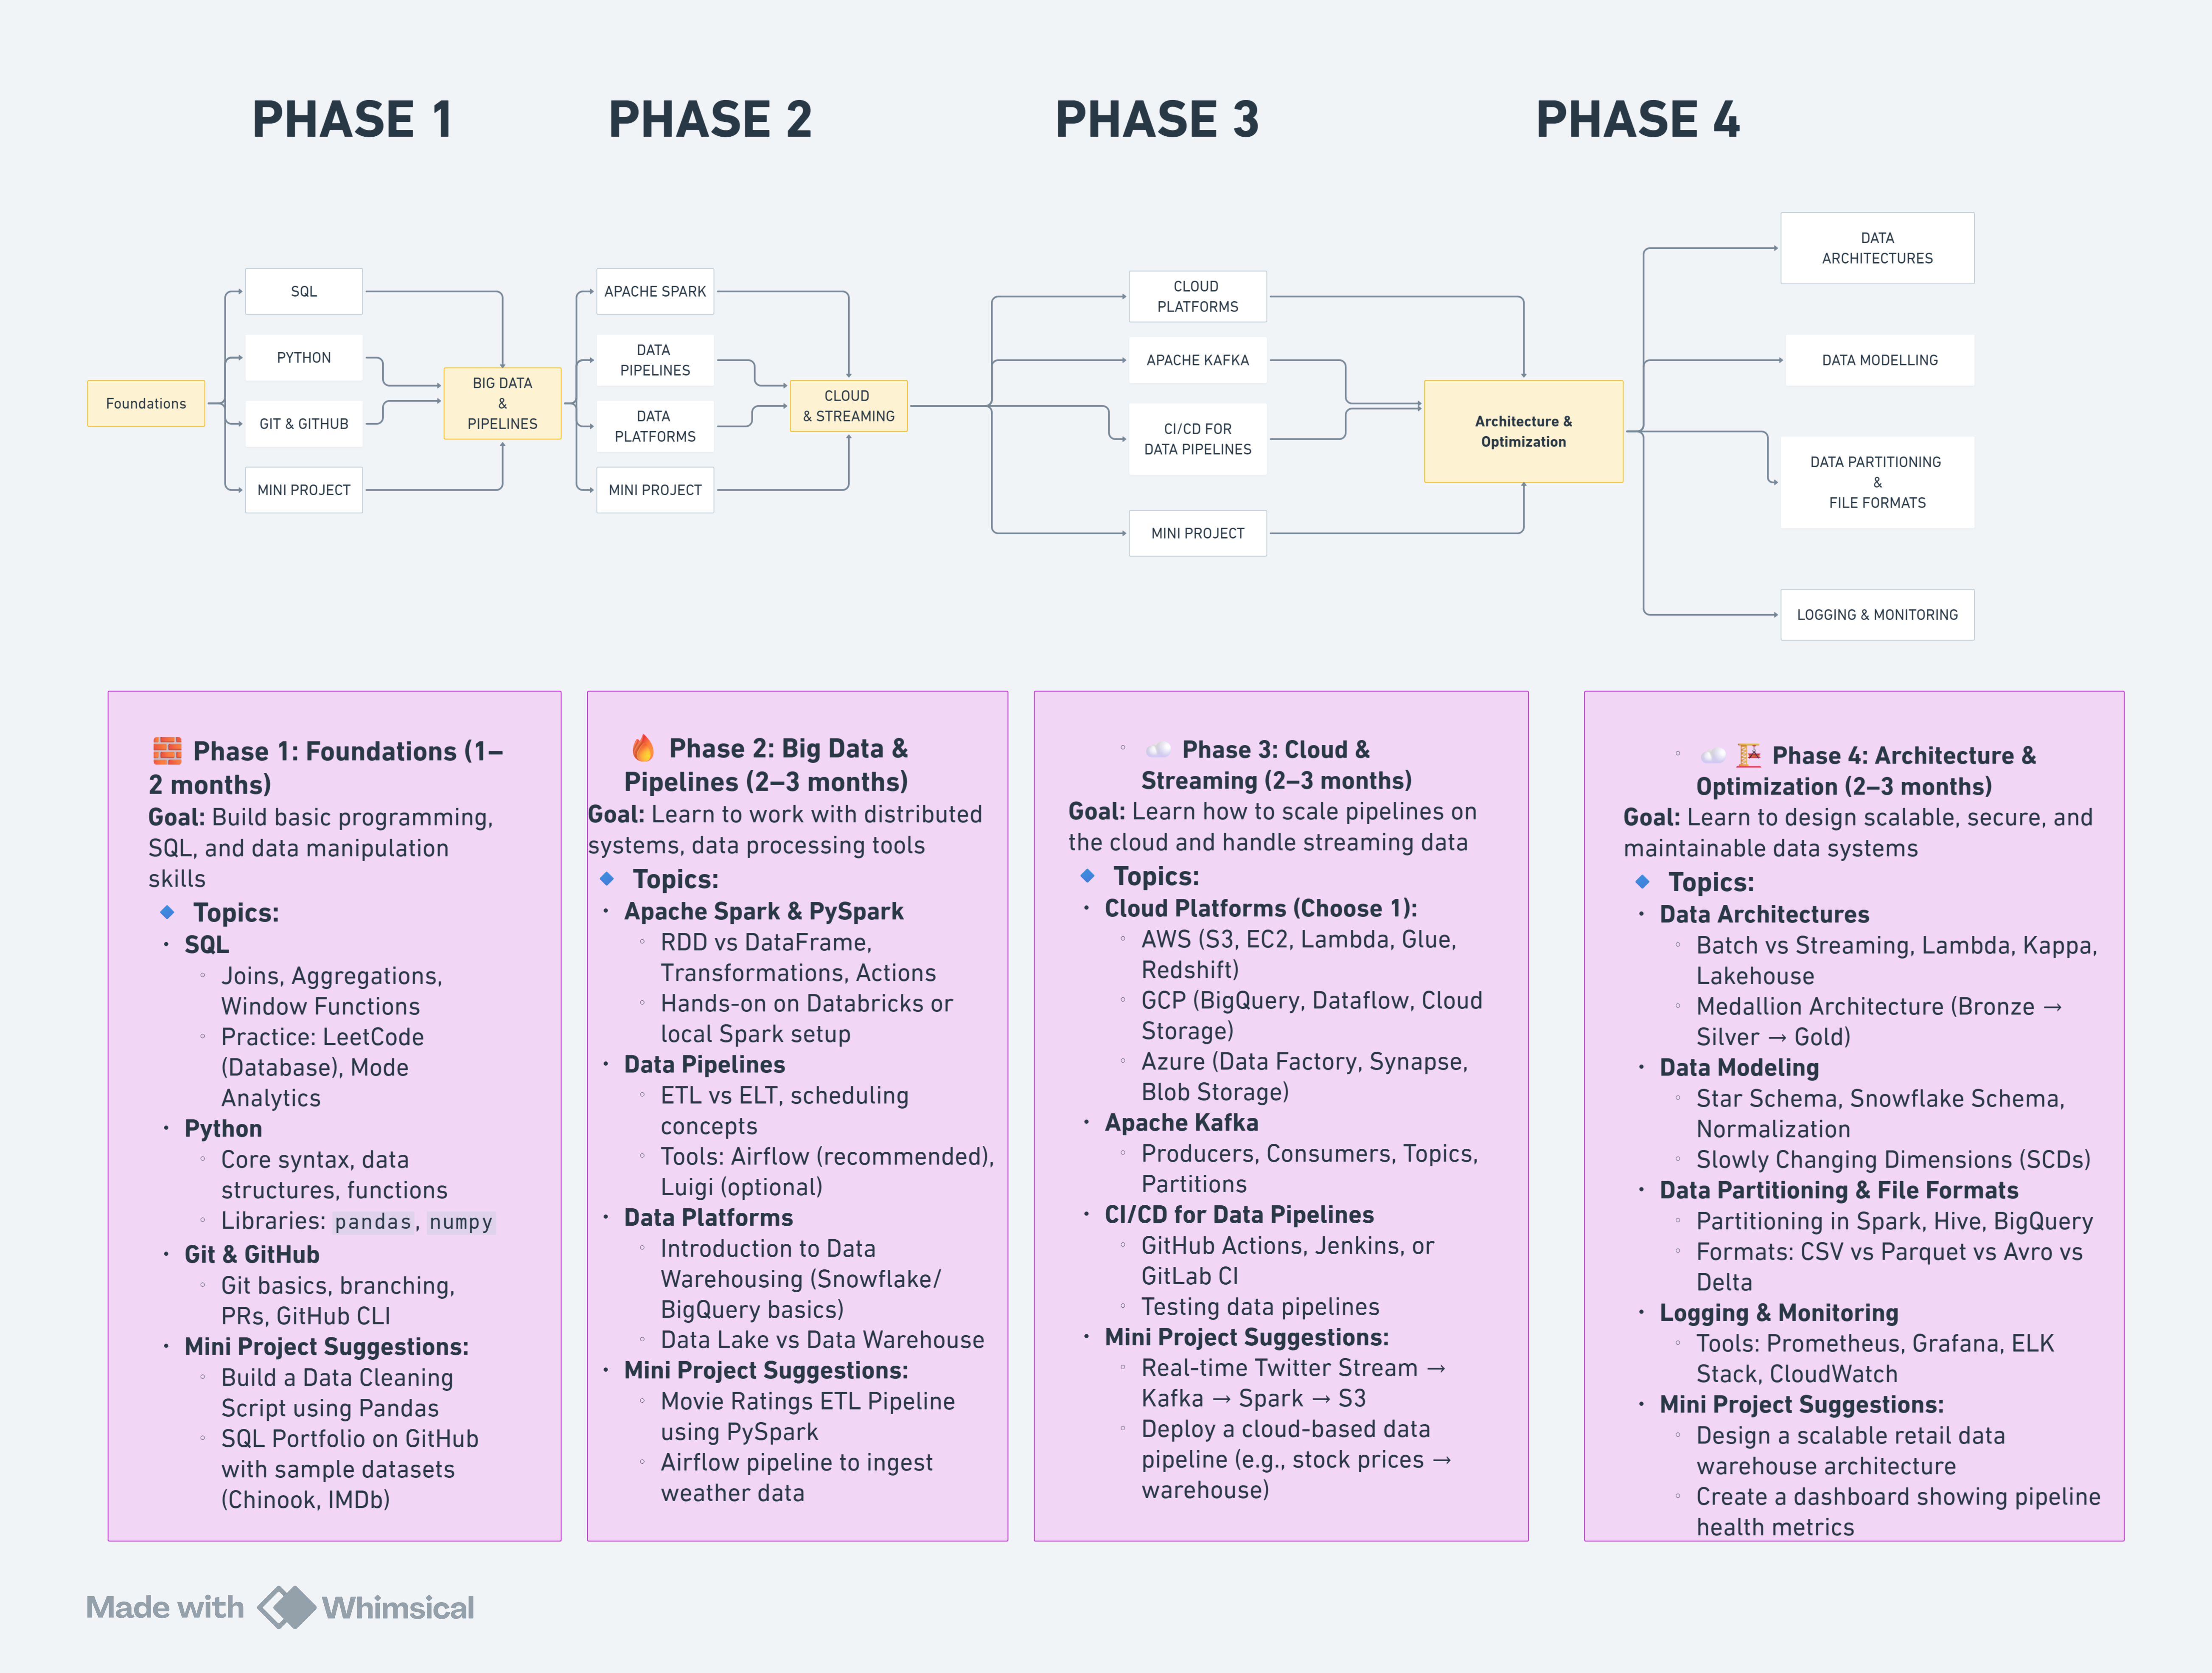 PHASE 1
PHASE 2
PHASE 3
PHASE 4
Foundations
SQL
PYTHON
GIT & GITHUB
MINI PROJECT
BIG DATA
&
PIPELINES
APACHE SPARK
DATA
PIPELINES
DATA
PLATFORMS
MINI PROJECT
CLOUD
& STREAMING
CLOUD
PLATFORMS
APACHE KAFKA
CI/CD FOR
DATA PIPELINES
MINI PROJECT
Architecture &
Optimization
DATA
ARCHITECTURES
DATA MODELLING
DATA PARTITIONING
&
FILE FORMATS
LOGGING & MONITORING
🧱 Phase 1: Foundations (1–
2 months)
Goal: Build basic programming,
SQL, and data manipulation
skills
🔹 Topics:
• SQL
◦ Joins, Aggregations,
Window Functions
◦ Practice: LeetCode
(Database), Mode
Analytics
• Python
◦ Core syntax, data
structures, functions
◦ Libraries: pandas, numpy
• Git & GitHub
◦ Git basics, branching,
PRs, GitHub CLI
• Mini Project Suggestions:
◦ Build a Data Cleaning
Script using Pandas
◦ SQL Portfolio on GitHub
with sample datasets
(Chinook, IMDb)
🔥 Phase 2: Big Data &
Pipelines (2–3 months)
Goal: Learn to work with distributed
systems, data processing tools
🔹 Topics:
• Apache Spark & PySpark
◦ RDD vs DataFrame,
Transformations, Actions
◦ Hands-on on Databricks or
local Spark setup
• Data Pipelines
◦ ETL vs ELT, scheduling
concepts
◦ Tools: Airflow (recommended),
Luigi (optional)
• Data Platforms
◦ Introduction to Data
Warehousing (Snowflake/
BigQuery basics)
◦ Data Lake vs Data Warehouse
• Mini Project Suggestions:
◦ Movie Ratings ETL Pipeline
using PySpark
◦ Airflow pipeline to ingest
weather data
◦ ☁️ Phase 3: Cloud &
Streaming (2–3 months)
Goal: Learn how to scale pipelines on
the cloud and handle streaming data
🔹 Topics:
• Cloud Platforms (Choose 1):
◦ AWS (S3, EC2, Lambda, Glue,
Redshift)
◦ GCP (BigQuery, Dataflow, Cloud
Storage)
◦ Azure (Data Factory, Synapse,
Blob Storage)
• Apache Kafka
◦ Producers, Consumers, Topics,
Partitions
• CI/CD for Data Pipelines
◦ GitHub Actions, Jenkins, or
GitLab CI
◦ Testing data pipelines
• Mini Project Suggestions:
◦ Real-time Twitter Stream →
Kafka → Spark → S3
◦ Deploy a cloud-based data
pipeline (e.g., stock prices →
warehouse)
◦ ☁️ 🏗️ Phase 4: Architecture &
Optimization (2–3 months)
Goal: Learn to design scalable, secure, and
maintainable data systems
🔹 Topics:
• Data Architectures
◦ Batch vs Streaming, Lambda, Kappa,
Lakehouse
◦ Medallion Architecture (Bronze →
Silver → Gold)
• Data Modeling
◦ Star Schema, Snowflake Schema,
Normalization
◦ Slowly Changing Dimensions (SCDs)
• Data Partitioning & File Formats
◦ Partitioning in Spark, Hive, BigQuery
◦ Formats: CSV vs Parquet vs Avro vs
Delta
• Logging & Monitoring
◦ Tools: Prometheus, Grafana, ELK
Stack, CloudWatch
• Mini Project Suggestions:
◦ Design a scalable retail data
warehouse architecture
◦ Create a dashboard showing pipeline
health metrics
Made with Whimsical